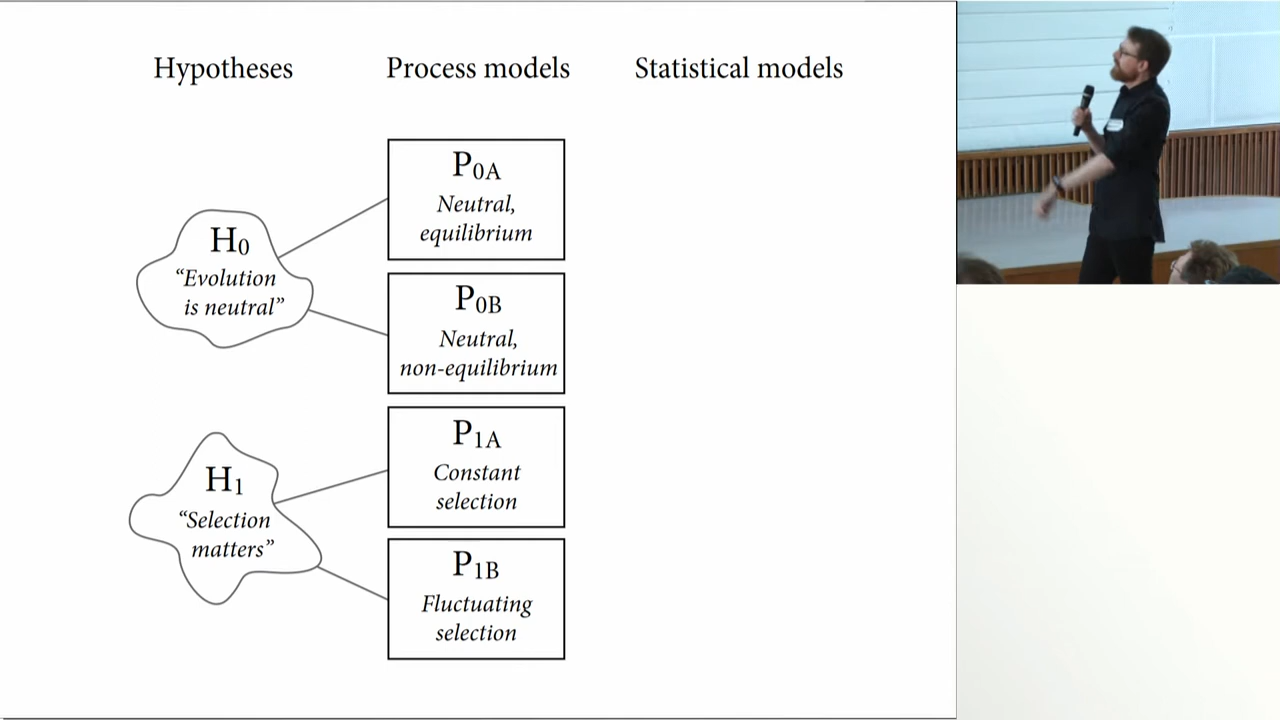 Hypotheses
Process models
Statistical models
H0
“Evolution
is neutral”
P0A
Neutral,
equilibrium
P0B
Neutral,
non-equilibrium
H1
“Selection
matters”
P1A
Constant
selection
P1B
Fluctuating
selection